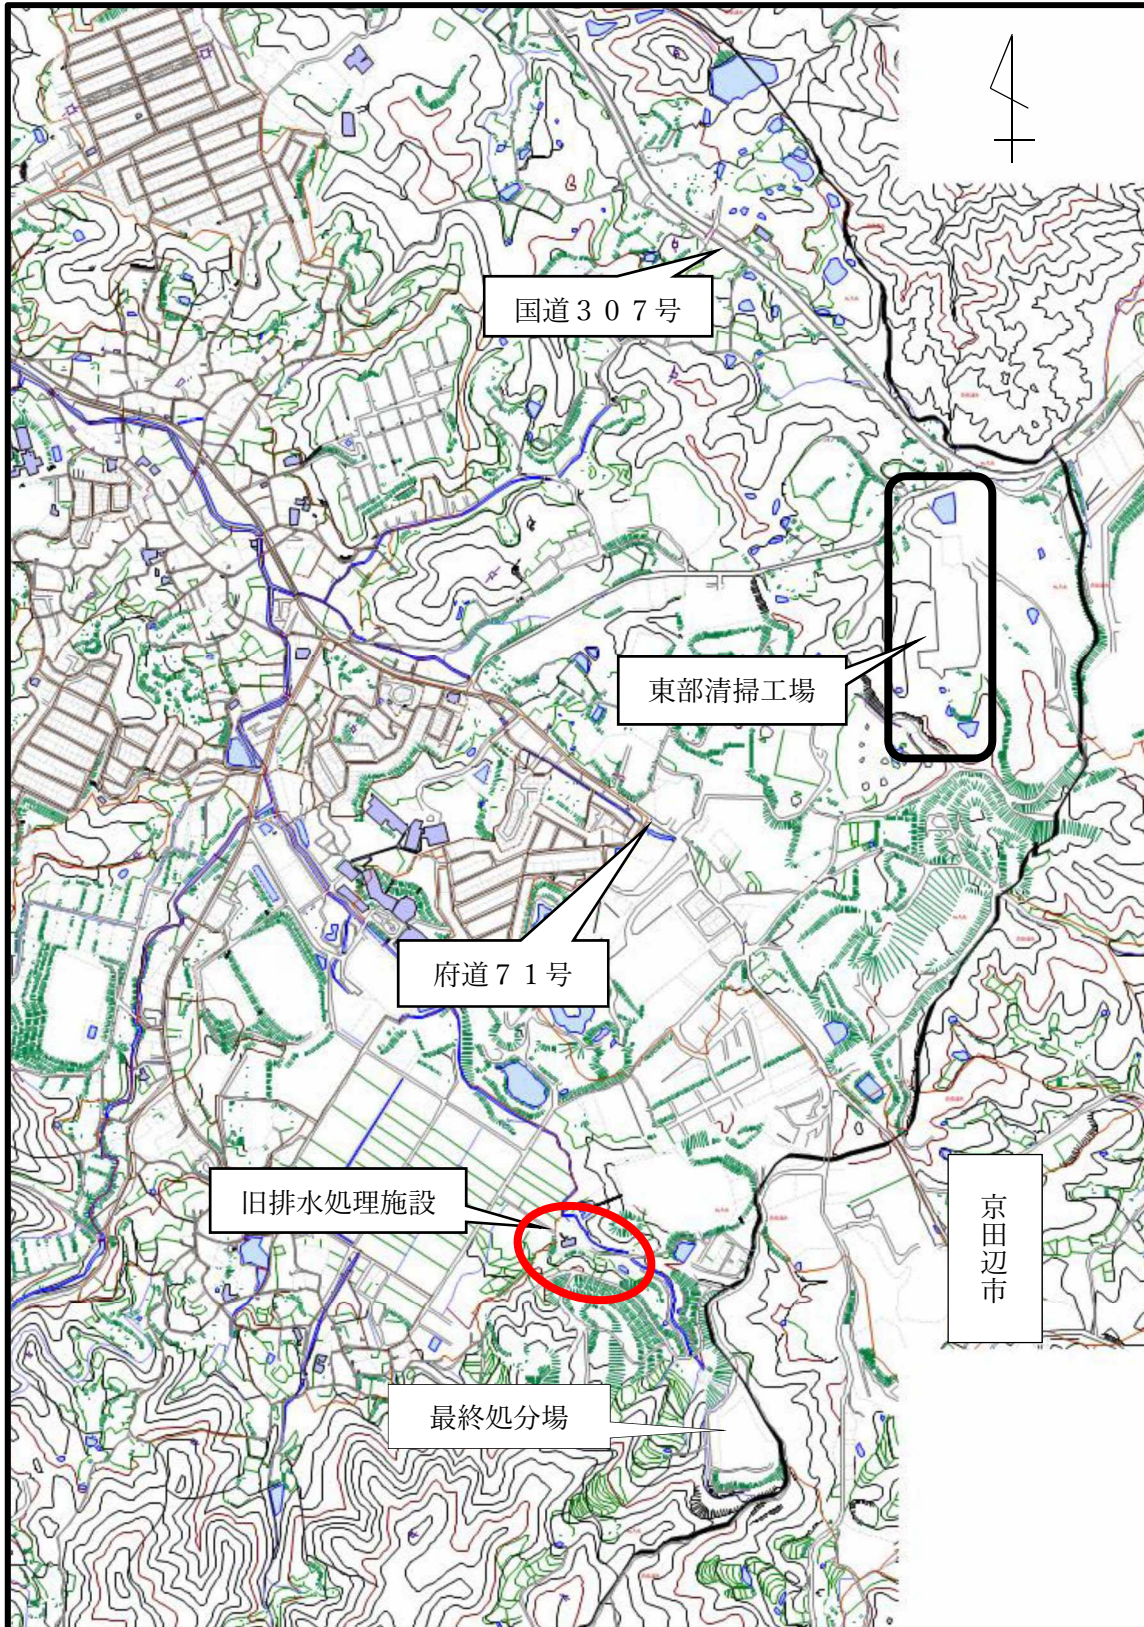 国道３０７号
東部清掃工場
府道７１号
旧排水処理施設
京田辺市
最終処分場